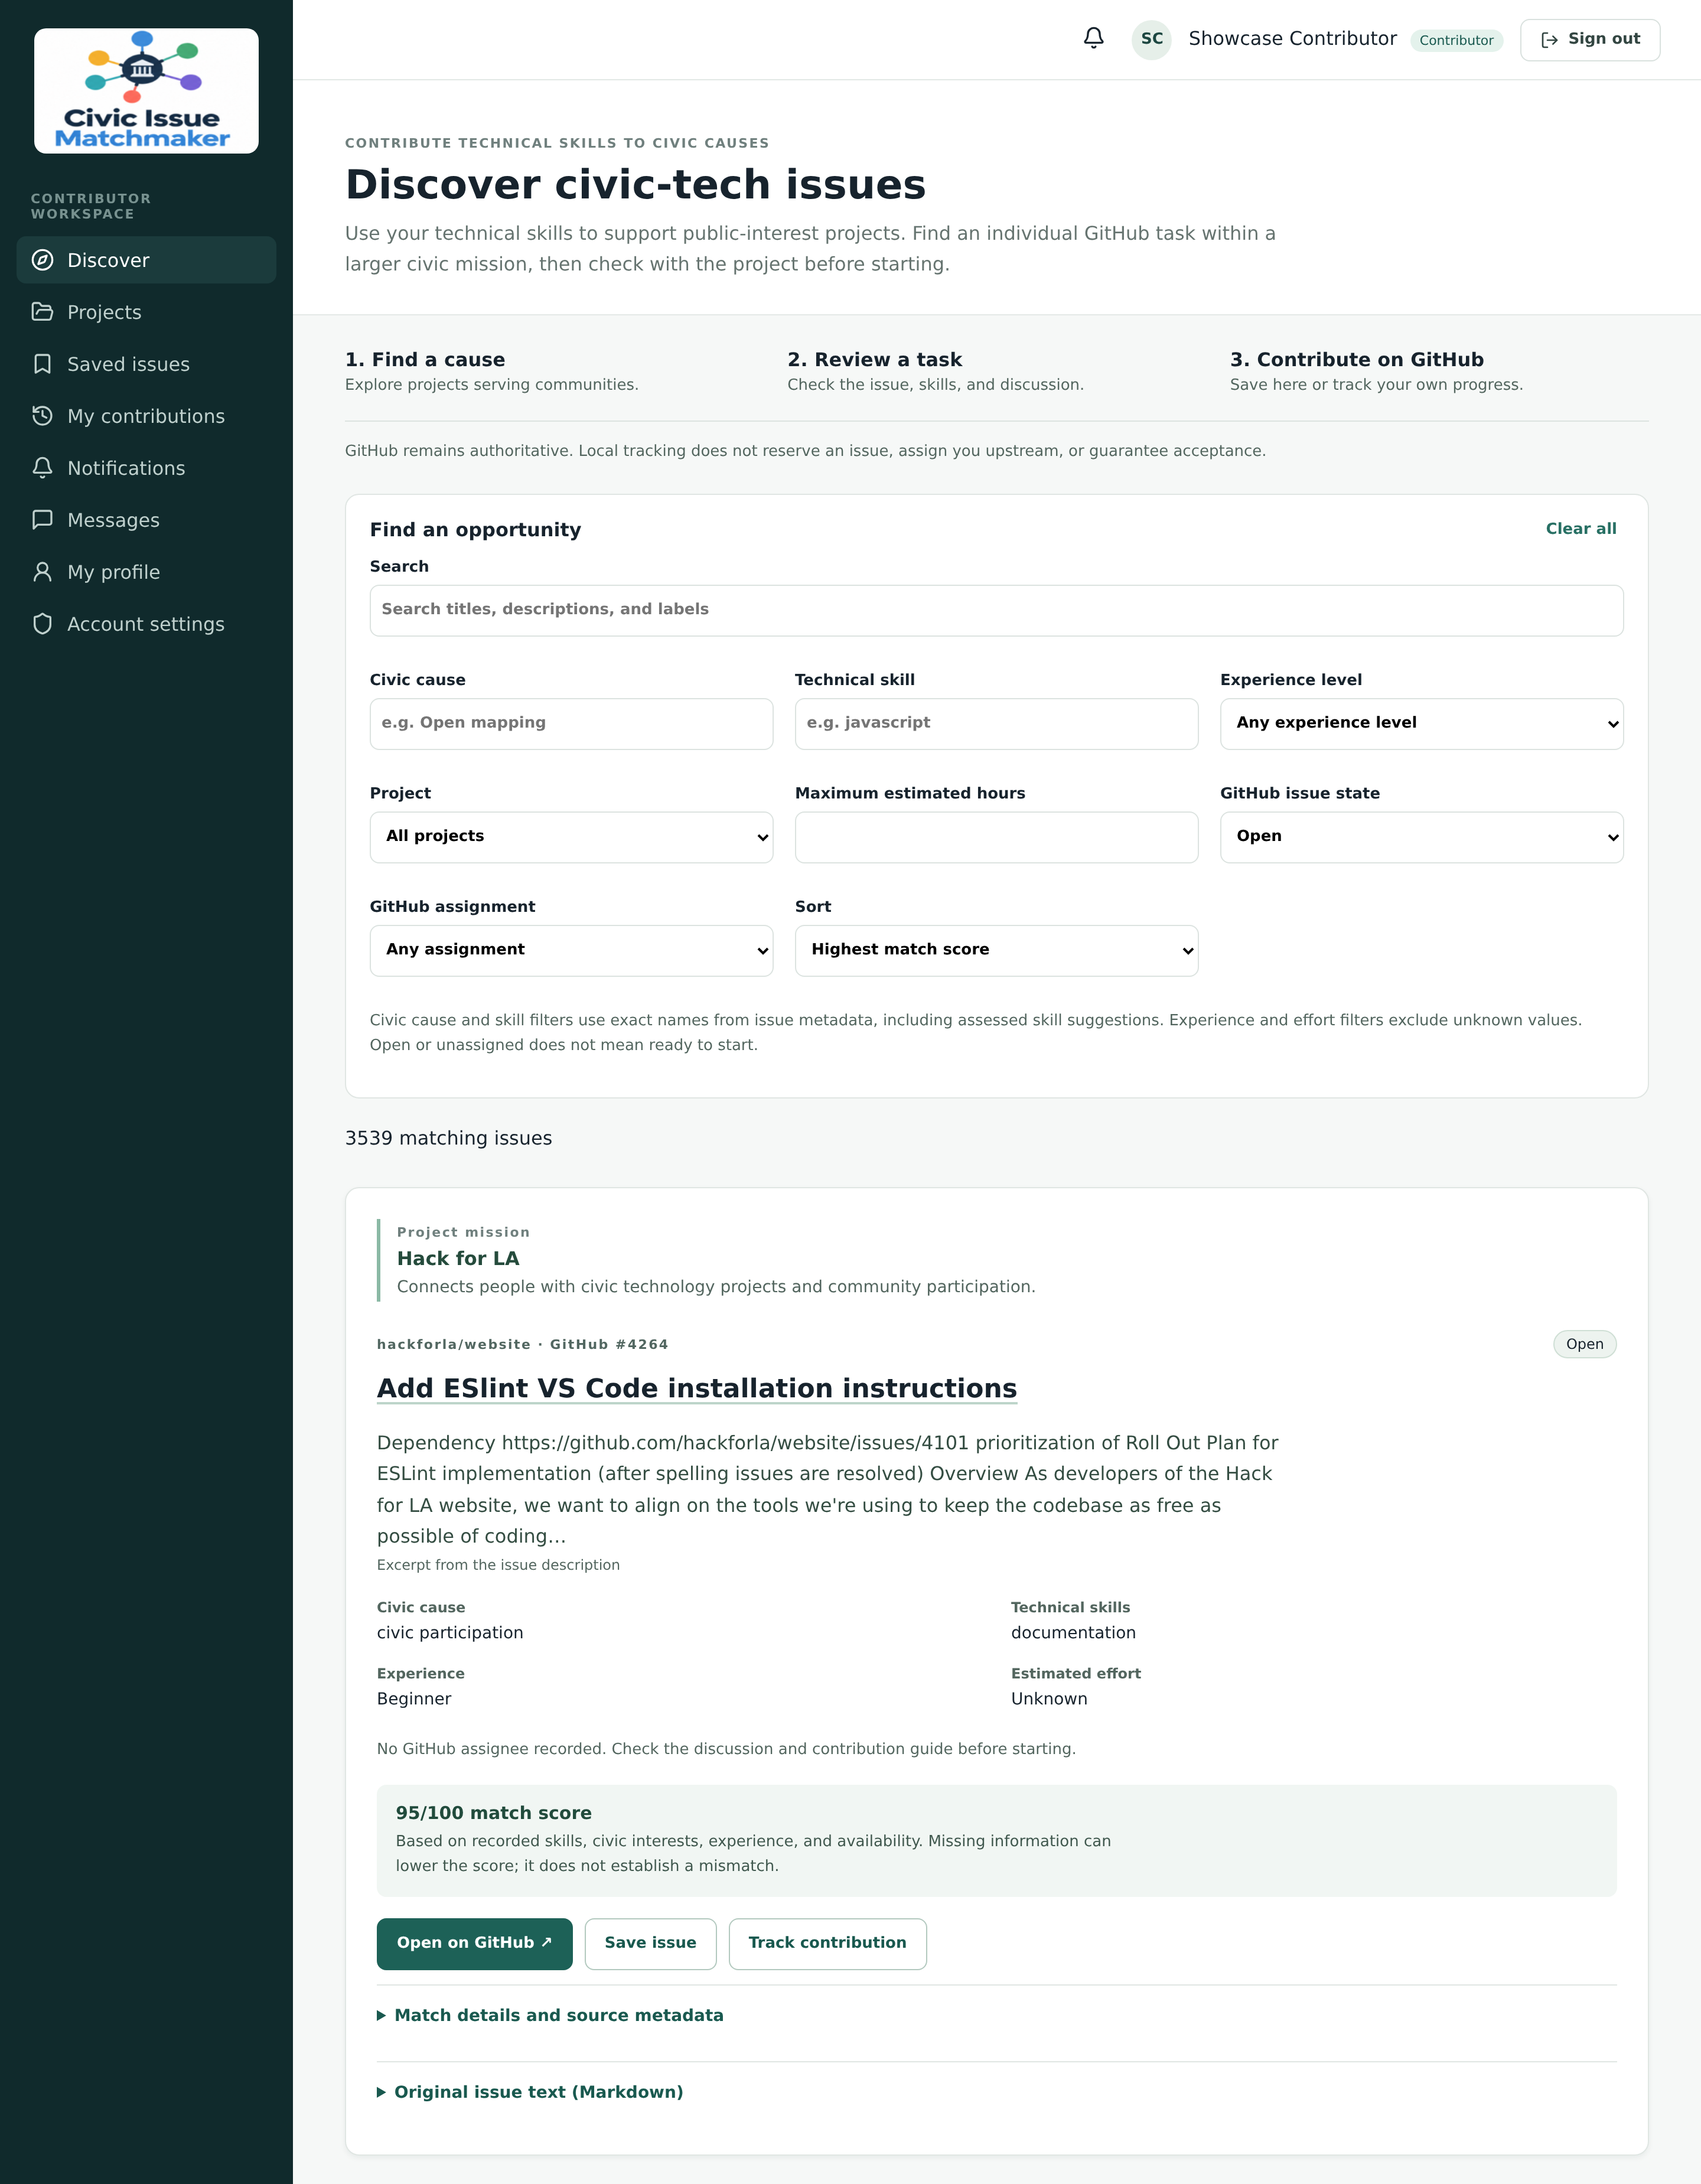 Civic Issue
Matchmaker
CONTRIBUTOR
WORKSPACE
Discover
Projects
Saved issues
My contributions
Notifications
Messages
My profile
Account settings
SC
Showcase Contributor
Contributor
Sign out
CONTRIBUTE TECHNICAL SKILLS TO CIVIC CAUSES
Discover civic-tech issues
Use your technical skills to support public-interest projects. Find an individual GitHub task within a
larger civic mission, then check with the project before starting.
1. Find a cause
Explore projects serving communities.
2. Review a task
Check the issue, skills, and discussion.
3. Contribute on GitHub
Save here or track your own progress.
GitHub remains authoritative. Local tracking does not reserve an issue, assign you upstream, or guarantee acceptance.
Find an opportunity
Clear all
Search
Search titles, descriptions, and labels
Civic cause
e.g. Open mapping
Technical skill
e.g. javascript
Experience level
Any experience level
Project
All projects
Maximum estimated hours
GitHub issue state
Open
GitHub assignment
Any assignment
Sort
Highest match score
Civic cause and skill filters use exact names from issue metadata, including assessed skill suggestions. Experience and effort filters exclude unknown values.
Open or unassigned does not mean ready to start.
3539 matching issues
Project mission
Hack for LA
Connects people with civic technology projects and community participation.
hackforla/website · GitHub #4264
Open
Add ESlint VS Code installation instructions
Dependency https://github.com/hackforla/website/issues/4101 prioritization of Roll Out Plan for
ESLint implementation (after spelling issues are resolved) Overview As developers of the Hack
for LA website, we want to align on the tools we're using to keep the codebase as free as
possible of coding…
Excerpt from the issue description
Civic cause
civic participation
Technical skills
documentation
Experience
Beginner
Estimated effort
Unknown
No GitHub assignee recorded. Check the discussion and contribution guide before starting.
95/100 match score
Based on recorded skills, civic interests, experience, and availability. Missing information can
lower the score; it does not establish a mismatch.
Open on GitHub ↗
Save issue
Track contribution
▶ Match details and source metadata
▶ Original issue text (Markdown)